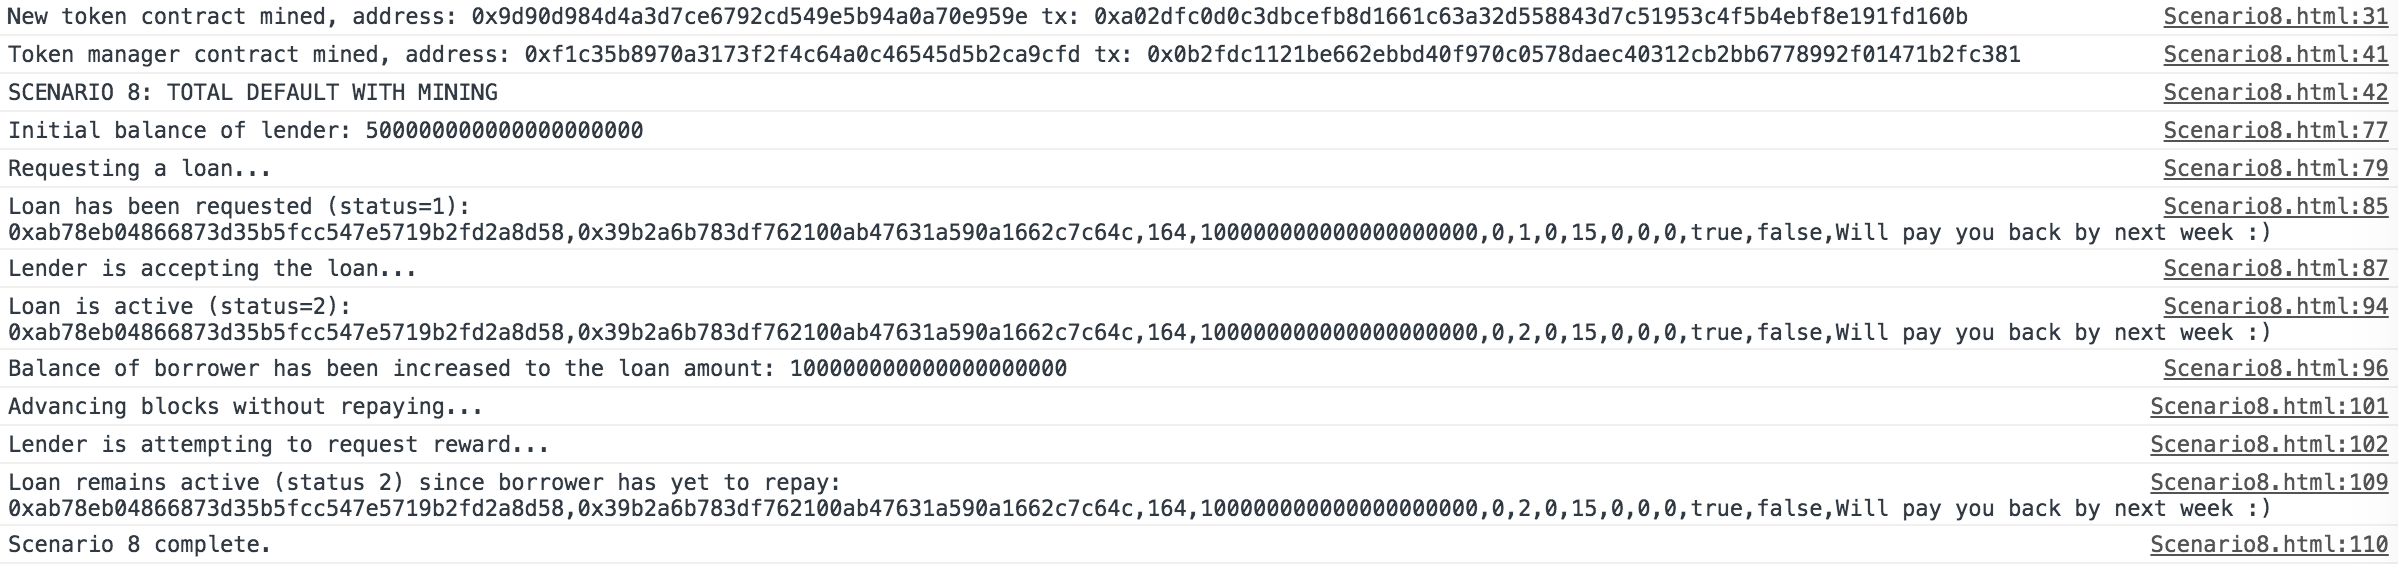 New token contract mined, address: 0x9d90d984d4a3d7ce6792cd549e5b94a0a70e959e tx: 0xa02dfc0d0c3dbcefb8d1661c63a32d558843d7c51953c4f5b4ebf8e191fd160b Scenario8.html:31
Token manager contract mined, address: 0xf1c35b8970a3173f2f4c64a0c46545d5b2ca9cfd tx: 0x0b2fdc1121be662ebbd40f970c0578daec40312cb2bb6778992f01471b2fc381 Scenario8.html:41
SCENARIO 8: TOTAL DEFAULT WITH MINING Scenario8.html:42
Initial balance of lender: 500000000000000000000 Scenario8.html:77
Requesting a loan... Scenario8.html:79
Loan has been requested (status=1): Scenario8.html:85
0xab78eb04866873d35b5fcc547e5719b2fd2a8d58,0x39b2a6b783df762100ab47631a590a1662c7c64c,164,100000000000000000000,0,1,0,15,0,0,0,true,false,Will pay you back by next week :)
Lender is accepting the loan... Scenario8.html:87
Loan is active (status=2): Scenario8.html:94
0xab78eb04866873d35b5fcc547e5719b2fd2a8d58,0x39b2a6b783df762100ab47631a590a1662c7c64c,164,100000000000000000000,0,2,0,15,0,0,0,true,false,Will pay you back by next week :)
Balance of borrower has been increased to the loan amount: 100000000000000000000 Scenario8.html:96
Advancing blocks without repaying... Scenario8.html:101
Lender is attempting to request reward... Scenario8.html:102
Loan remains active (status 2) since borrower has yet to repay: Scenario8.html:109
0xab78eb04866873d35b5fcc547e5719b2fd2a8d58,0x39b2a6b783df762100ab47631a590a1662c7c64c,164,100000000000000000000,0,2,0,15,0,0,0,true,false,Will pay you back by next week :)
Scenario 8 complete. Scenario8.html:110